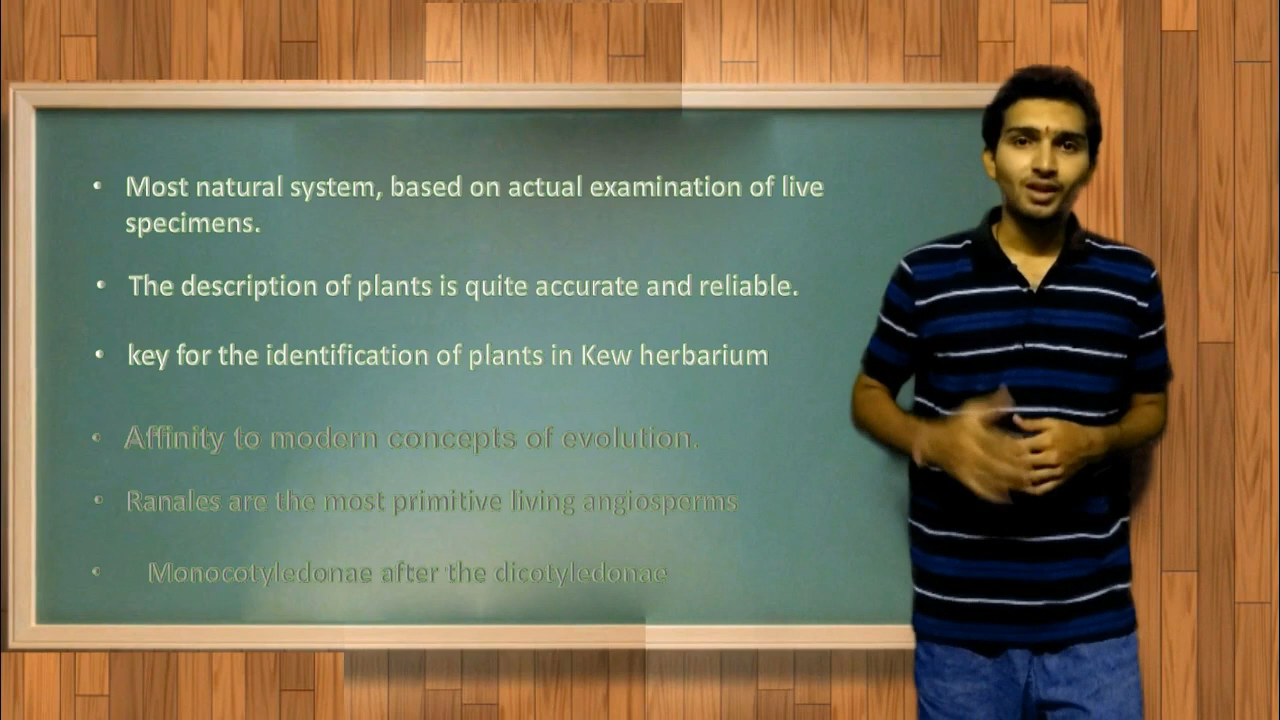 • Most natural system, based on actual examination of live
specimens.
• The description of plants is quite accurate and reliable.
• key for the identification of plants in Kew herbarium
• Affinity to modern concepts of evolution.
• Ranales are the most primitive living angiosperms
• Monocotyledonae after the dicotyledonae